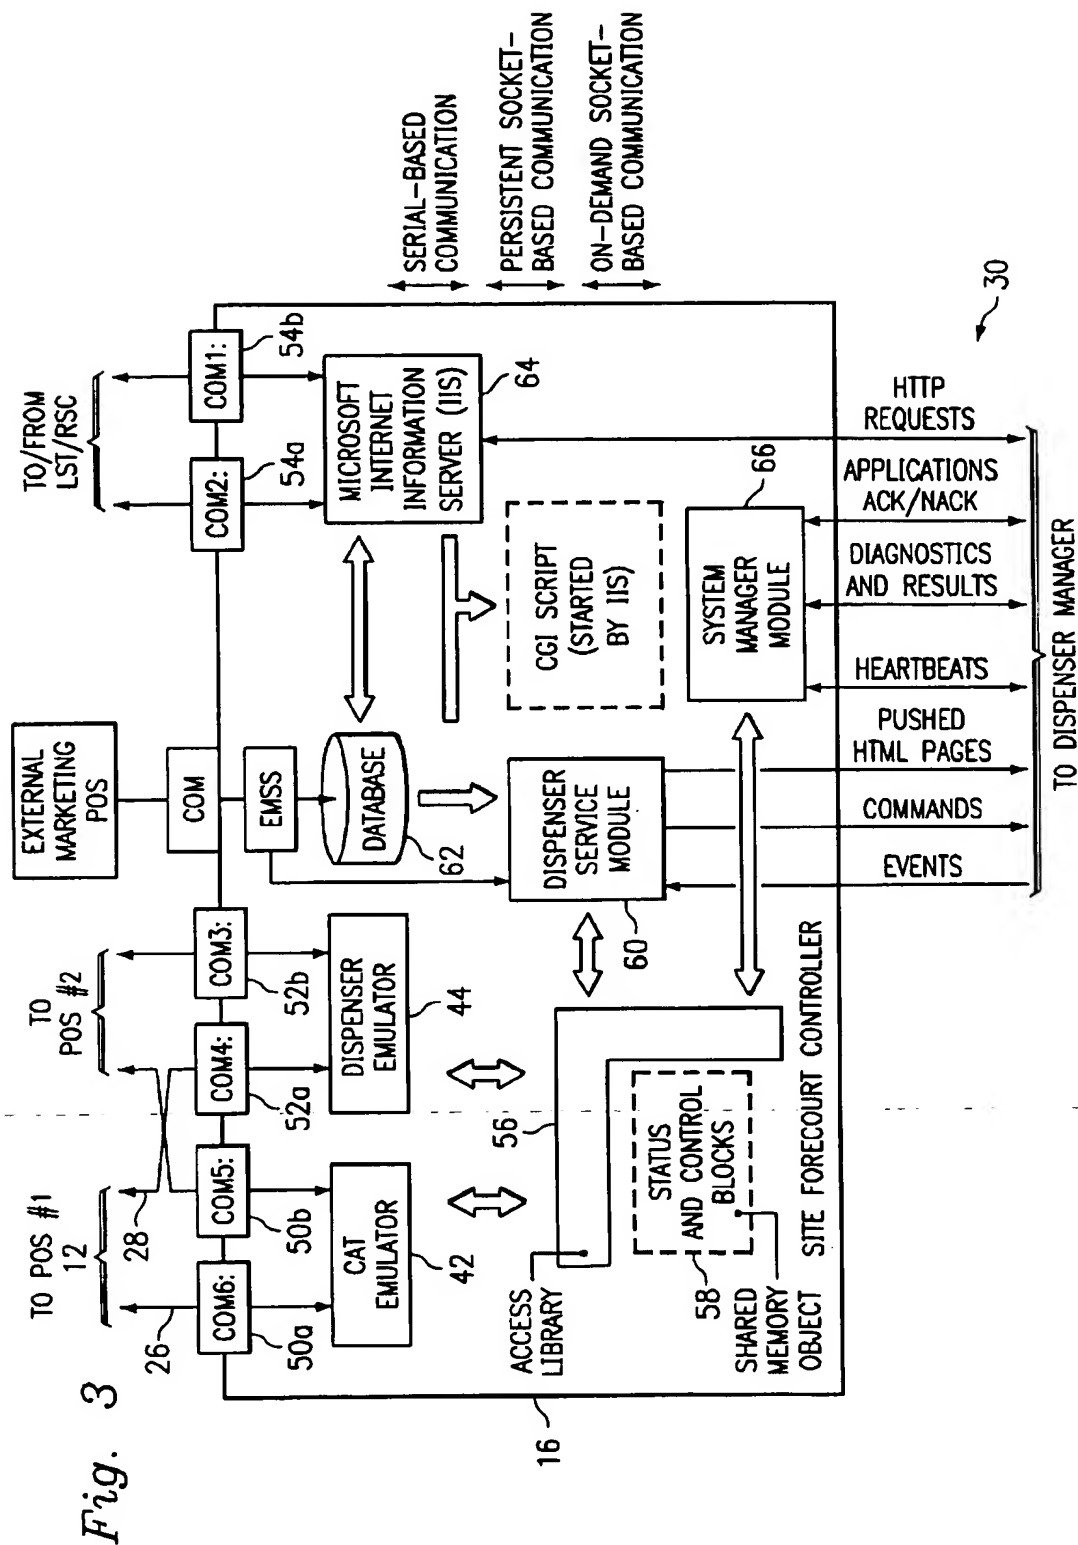 Fig. 3
TO POS #1
12
26
28
TO
POS #2
EXTERNAL
MARKETING
POS
TO/FROM
LST/RSC
COM6:
50a
COM5:
50b
COM4:
52a
COM3:
52b
COM
EMSS
COM2:
54a
COM1:
54b
CAT
EMULATOR
42
DISPENSER
EMULATOR
44
DATABASE
62
MICROSOFT
INTERNET
INFORMATION
SERVER (IIS)
64
SERIAL-BASED
COMMUNICATION
PERSISTENT SOCKET-
BASED COMMUNICATION
ON-DEMAND SOCKET-
BASED COMMUNICATION
ACCESS
LIBRARY
56
STATUS
AND CONTROL
BLOCKS
58
SHARED
MEMORY
OBJECT
DISPENSER
SERVICE
MODULE
60
CGI SCRIPT
(STARTED
BY IIS)
SYSTEM
MANAGER
MODULE
66
16
SITE FORECOURT CONTROLLER
EVENTS
COMMANDS
PUSHED
HTML PAGES
HEARTBEATS
DIAGNOSTICS
AND RESULTS
APPLICATIONS
ACK/NACK
HTTP
REQUESTS
30
TO DISPENSER MANAGER